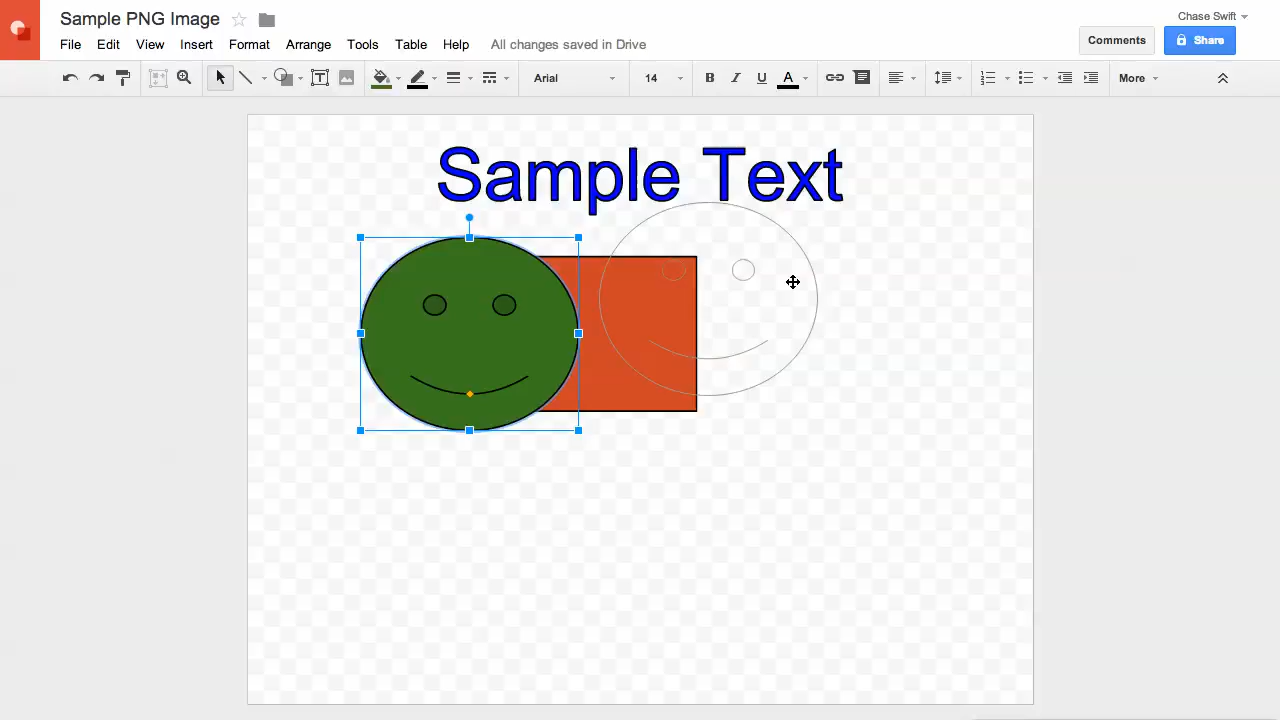 Sample PNG Image
Chase Swift
File Edit View Insert Format Arrange Tools Table Help All changes saved in Drive
Comments Share
Arial 14 B I U A More
Sample Text